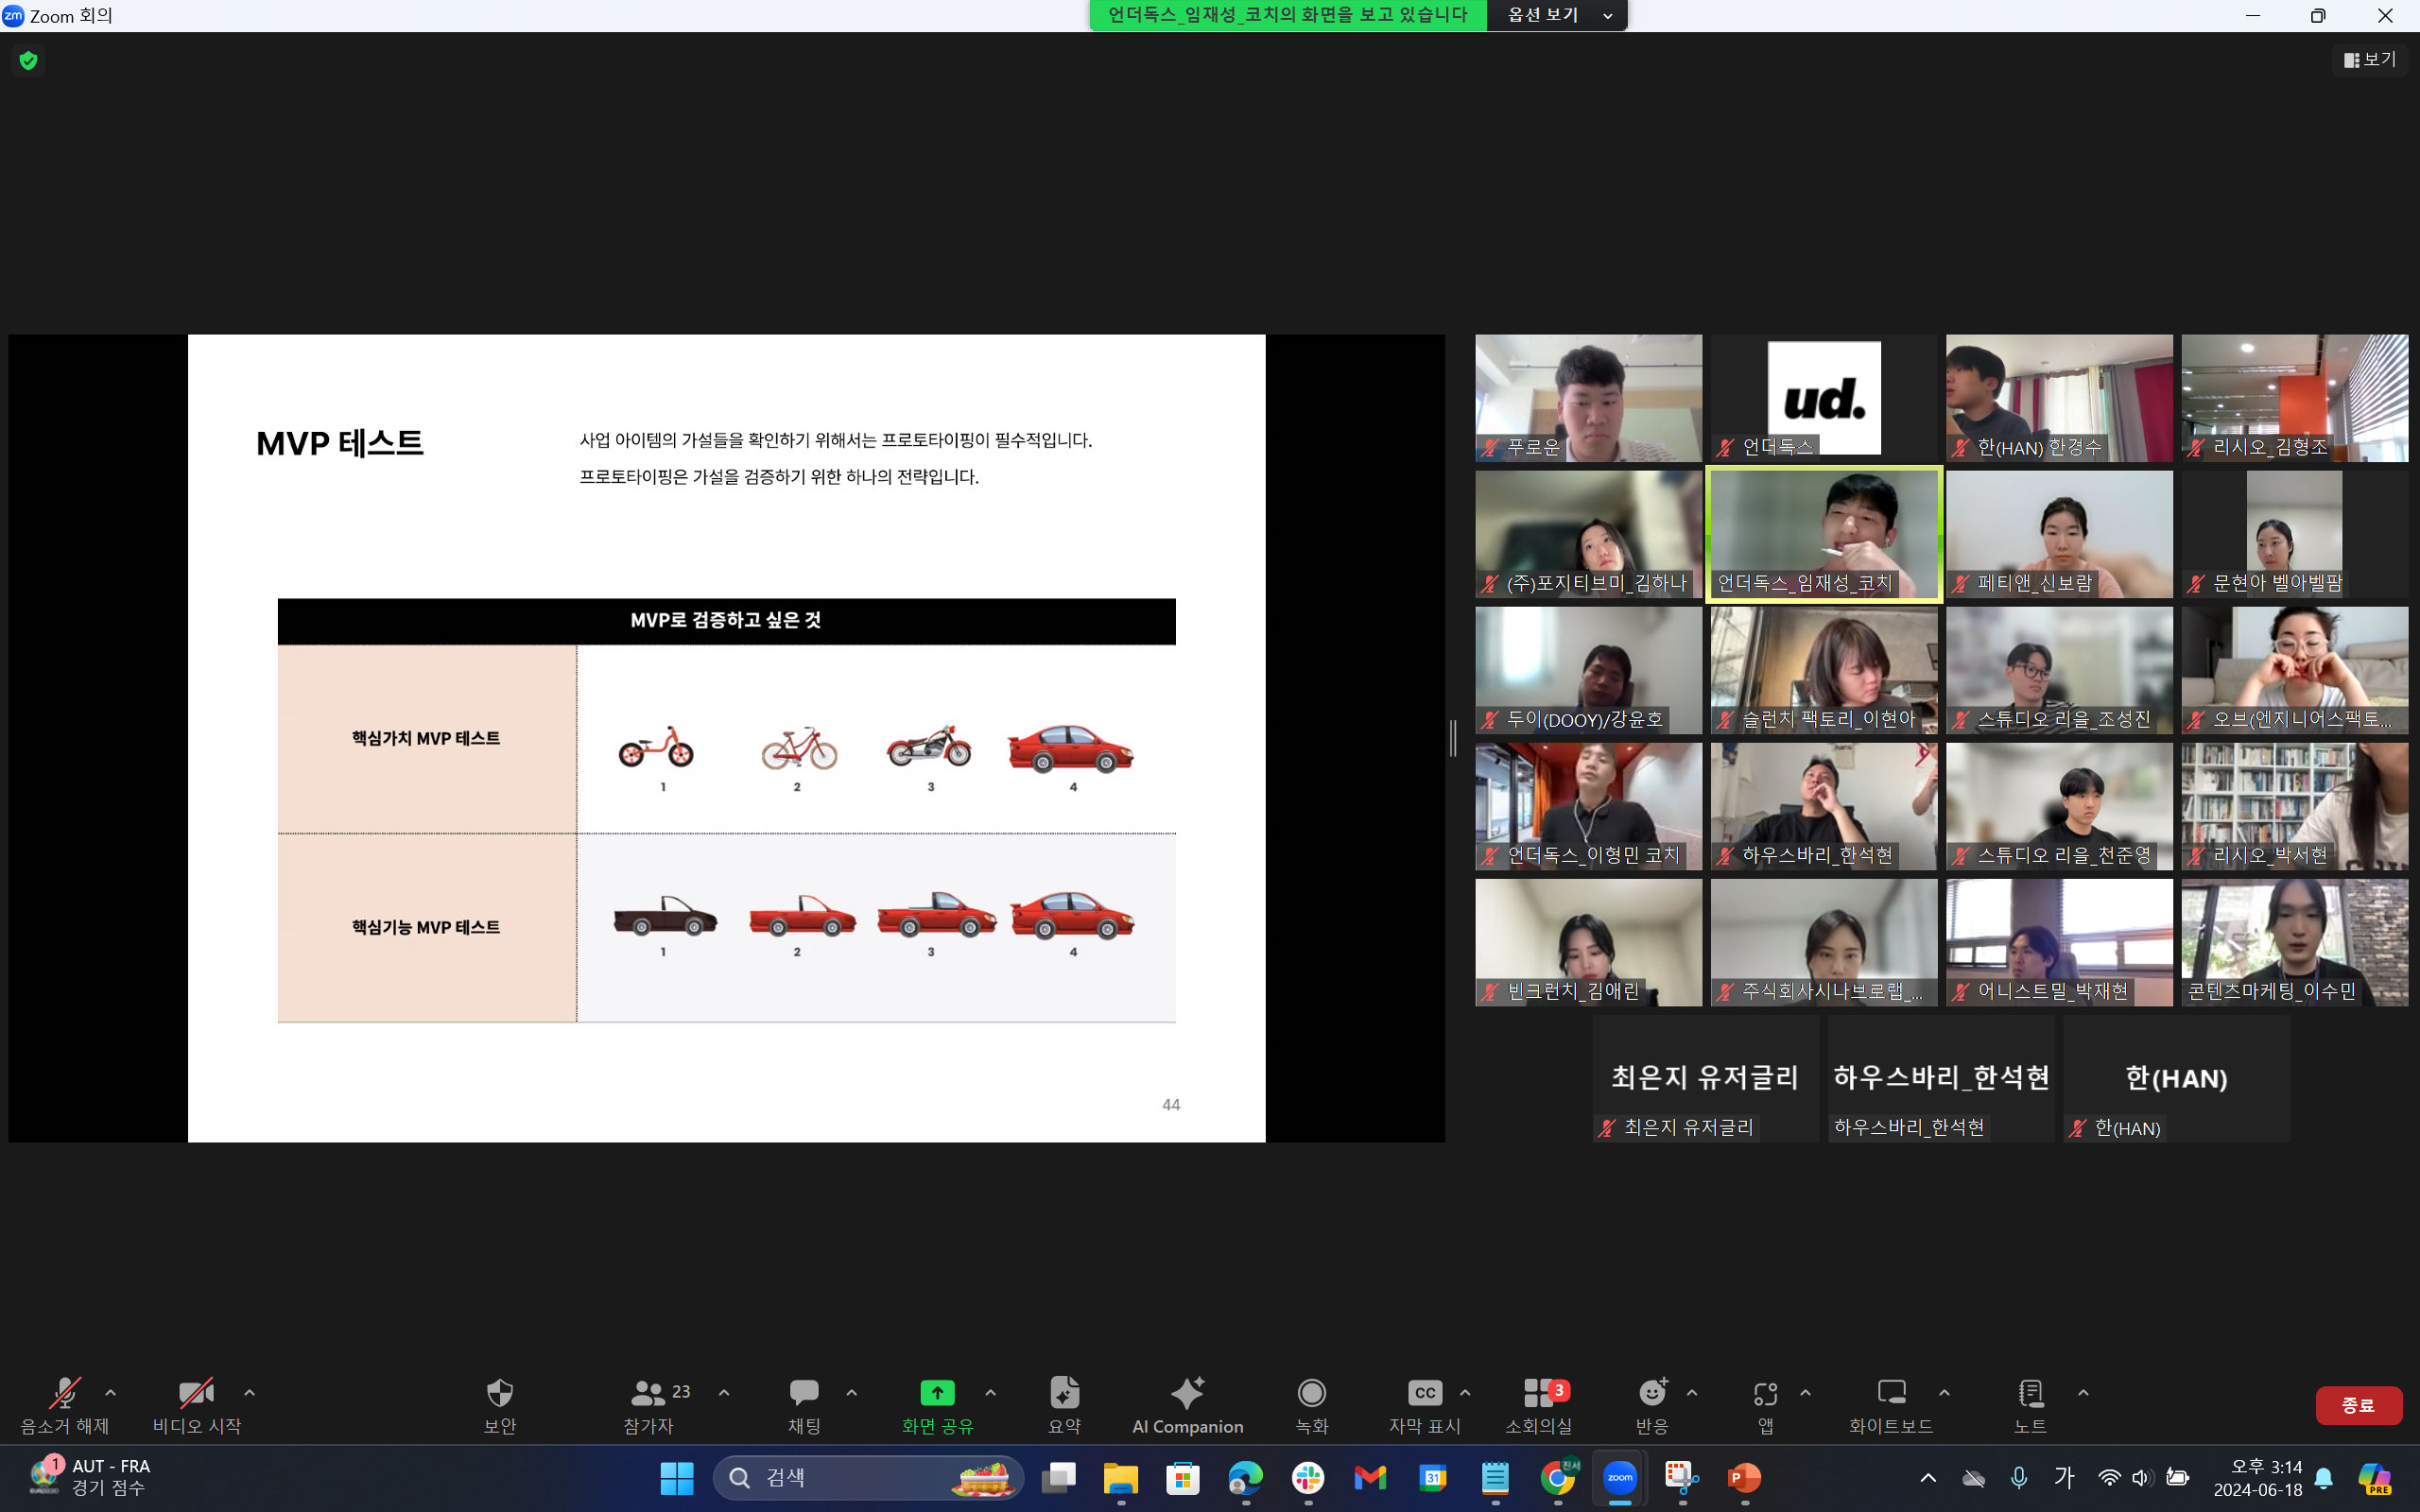 Zoom 회의
언더독스_임재성_코치의 화면을 보고 있습니다
옵션 보기
보기
MVP 테스트
사업 아이템의 가설들을 확인하기 위해서는 프로토타이핑이 필수적입니다.
프로토타이핑은 가설을 검증하기 위한 하나의 전략입니다.
MVP로 검증하고 싶은 것
핵심가치 MVP 테스트
1 2 3 4
핵심기능 MVP 테스트
1 2 3 4
44
ud.
푸로운
언더독스
한(HAN) 한경수
리시오_김형조
(주)포지티브미_김하나
언더독스_임재성_코치
페티앤_신보람
문현아 벨아벨팜
두이(DOOY)/강윤호
슬런치 팩토리_이현아
스튜디오 리을_조성진
오브(엔지니어스팩토...
언더독스_이형민 코치
하우스바리_한석현
스튜디오 리을_천준영
리시오_박서현
빈크런치_김애린
주식회사시나브로랩_...
어니스트밀_박재현
콘텐츠마케팅_이수민
최은지 유저글리
하우스바리_한석현
한(HAN)
최은지 유저글리
하우스바리_한석현
한(HAN)
음소거 해제
비디오 시작
보안
23
참가자
채팅
화면 공유
요약
AI Companion
녹화
CC
자막 표시
3
소회의실
반응
앱
화이트보드
노트
종료
1
AUT - FRA
경기 점수
검색
31
진서
zoom
P
가
오후 3:14
2024-06-18
PRE